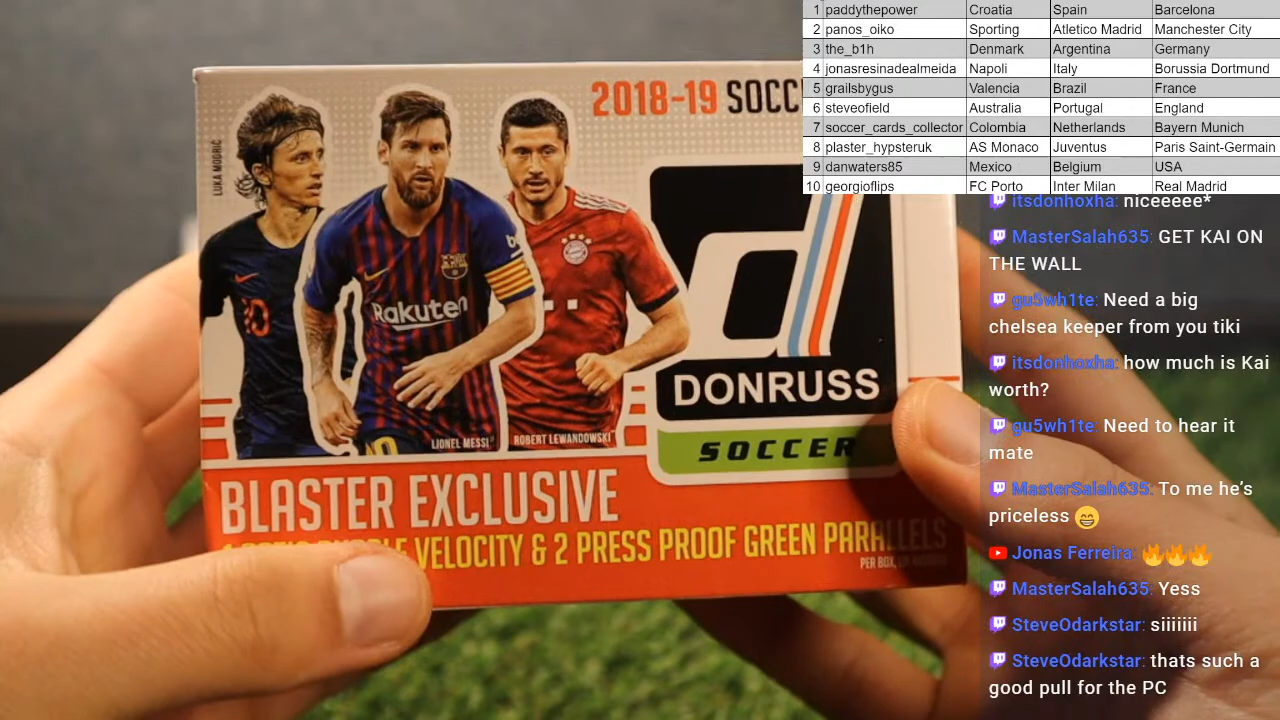 1 paddythepower Croatia Spain Barcelona
2 panos_oiko Sporting Atletico Madrid Manchester City
3 the_b1h Denmark Argentina Germany
4 jonasresinadealmeida Napoli Italy Borussia Dortmund
5 grailsbygus Valencia Brazil France
6 steveofield Australia Portugal England
7 soccer_cards_collector Colombia Netherlands Bayern Munich
8 plaster_hypsteruk AS Monaco Juventus Paris Saint-Germain
9 danwaters85 Mexico Belgium USA
10 georgioflips FC Porto Inter Milan Real Madrid
2018-19 SOCC
LUKA MODRIĆ
10
Rakuten
LIONEL MESSI
ROBERT LEWANDOWSKI
d
DONRUSS
SOCCER
BLASTER EXCLUSIVE
VELOCITY & 2 PRESS PROOF GREEN PARALLELS
PER BOX,
itsdonhoxha: niceeeee*
MasterSalah635: GET KAI ON
THE WALL
gu5wh1te: Need a big
chelsea keeper from you tiki
itsdonhoxha: how much is Kai
worth?
gu5wh1te: Need to hear it
mate
MasterSalah635: To me he's
priceless 😁
Jonas Ferreira: 🔥🔥🔥
MasterSalah635: Yess
SteveOdarkstar: siiiiiii
SteveOdarkstar: thats such a
good pull for the PC